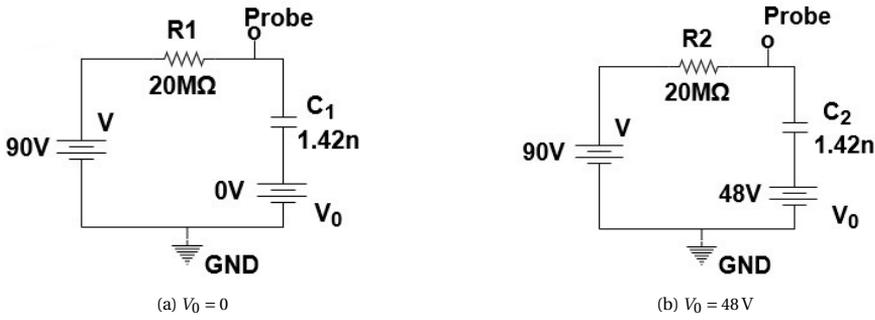 Probe
R1
20MΩ
V
90V
C1
1.42n
0V
V0
GND
(a) V0 = 0
Probe
R2
20MΩ
V
90V
C2
1.42n
48V
V0
GND
(b) V0 = 48 V